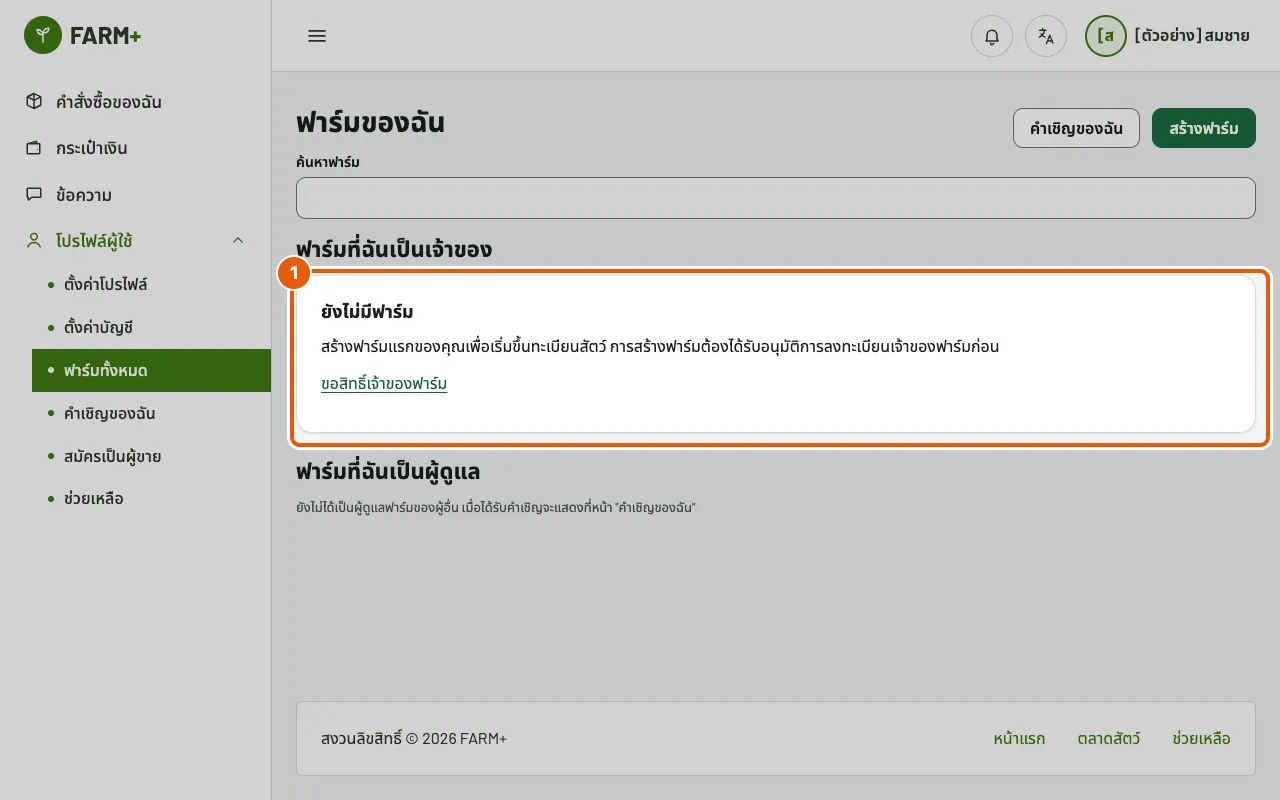 FARM+
[ส
[ตัวอย่าง] สมชาย
คำสั่งซื้อของฉัน
กระเป๋าเงิน
ข้อความ
โปรไฟล์ผู้ใช้
ตั้งค่าโปรไฟล์
ตั้งค่าบัญชี
ฟาร์มทั้งหมด
คำเชิญของฉัน
สมัครเป็นผู้ขาย
ช่วยเหลือ
ฟาร์มของฉัน
คำเชิญของฉัน
สร้างฟาร์ม
ค้นหาฟาร์ม
ฟาร์มที่ฉันเป็นเจ้าของ
1
ยังไม่มีฟาร์ม
สร้างฟาร์มแรกของคุณเพื่อเริ่มขึ้นทะเบียนสัตว์ การสร้างฟาร์มต้องได้รับอนุมัติการลงทะเบียนเจ้าของฟาร์มก่อน
ขอสิทธิ์เจ้าของฟาร์ม
ฟาร์มที่ฉันเป็นผู้ดูแล
ยังไม่ได้เป็นผู้ดูแลฟาร์มของผู้อื่น เมื่อได้รับคำเชิญจะแสดงที่หน้า "คำเชิญของฉัน"
สงวนลิขสิทธิ์ © 2026 FARM+
หน้าแรก
ตลาดสัตว์
ช่วยเหลือ